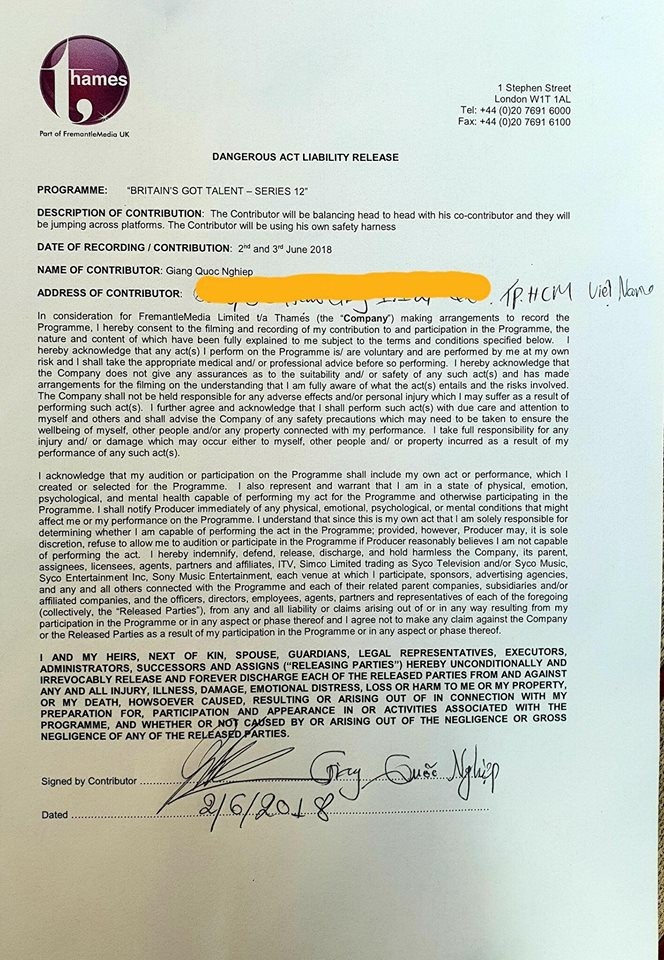 thames
Part of FremantleMedia UK
1 Stephen Street
London W1T 1AL
Tel: +44 (0)20 7691 6000
Fax: +44 (0)20 7691 6100
DANGEROUS ACT LIABILITY RELEASE
PROGRAMME: "BRITAIN'S GOT TALENT – SERIES 12"
DESCRIPTION OF CONTRIBUTION: The Contributor will be balancing head to head with his co-contributor and they will
be jumping across platforms. The Contributor will be using his own safety harness
DATE OF RECORDING / CONTRIBUTION: 2nd and 3rd June 2018
NAME OF CONTRIBUTOR: Giang Quoc Nghiep
ADDRESS OF CONTRIBUTOR: TP.HCM Việt Nam
In consideration for FremantleMedia Limited t/a Thames (the "Company") making arrangements to record the
Programme, I hereby consent to the filming and recording of my contribution to and participation in the Programme, the
nature and content of which have been fully explained to me subject to the terms and conditions specified below. I
hereby acknowledge that any act(s) I perform on the Programme is/ are voluntary and are performed by me at my own
risk and I shall take the appropriate medical and/ or professional advice before so performing. I hereby acknowledge that
the Company does not give any assurances as to the suitability and/ or safety of any such act(s) and has made
arrangements for the filming on the understanding that I am fully aware of what the act(s) entails and the risks involved.
The Company shall not be held responsible for any adverse effects and/or personal injury which I may suffer as a result of
performing such act(s). I further agree and acknowledge that I shall perform such act(s) with due care and attention to
myself and others and shall advise the Company of any safety precautions which may need to be taken to ensure the
wellbeing of myself, other people and/or any property connected with my performance. I take full responsibility for any
injury and/ or damage which may occur either to myself, other people and/ or property incurred as a result of my
performance of any such act(s).
I acknowledge that my audition or participation on the Programme shall include my own act or performance, which I
created or selected for the Programme. I also represent and warrant that I am in a state of physical, emotion,
psychological, and mental health capable of performing my act for the Programme and otherwise participating in the
Programme. I shall notify Producer immediately of any physical, emotional, psychological, or mental conditions that might
affect me or my performance on the Programme. I understand that since this is my own act that I am solely responsible for
determining whether I am capable of performing the act in the Programme; provided, however, Producer may, it is sole
discretion, refuse to allow me to audition or participate in the Programme if Producer reasonably believes I am not capable
of performing the act. I hereby indemnify, defend, release, discharge, and hold harmless the Company, its parent,
assignees, licensees, agents, partners and affiliates, ITV, Simco Limited trading as Syco Television and/or Syco Music,
Syco Entertainment Inc, Sony Music Entertainment, each venue at which I participate, sponsors, advertising agencies,
and any and all others connected with the Programme and each of their related parent companies, subsidiaries and/or
affiliated companies, and the officers, directors, employees, agents, partners and representatives of each of the foregoing
(collectively, the "Released Parties"), from any and all liability or claims arising out of or in any way resulting from my
participation in the Programme or in any aspect or phase thereof and I agree not to make any claim against the Company
or the Released Parties as a result of my participation in the Programme or in any aspect or phase thereof.
I AND MY HEIRS, NEXT OF KIN, SPOUSE, GUARDIANS, LEGAL REPRESENTATIVES, EXECUTORS,
ADMINISTRATORS, SUCCESSORS AND ASSIGNS ("RELEASING PARTIES") HEREBY UNCONDITIONALLY AND
IRREVOCABLY RELEASE AND FOREVER DISCHARGE EACH OF THE RELEASED PARTIES FROM AND AGAINST
ANY AND ALL INJURY, ILLNESS, DAMAGE, EMOTIONAL DISTRESS, LOSS OR HARM TO ME OR MY PROPERTY,
OR MY DEATH, HOWSOEVER CAUSED, RESULTING OR ARISING OUT OF IN CONNECTION WITH MY
PREPARATION FOR, PARTICIPATION AND APPEARANCE IN OR ACTIVITIES ASSOCIATED WITH THE
PROGRAMME, AND WHETHER OR NOT CAUSED BY OR ARISING OUT OF THE NEGLIGENCE OR GROSS
NEGLIGENCE OF ANY OF THE RELEASED PARTIES.
Signed by Contributor Giang Quốc Nghiệp
Dated 2/6/2018